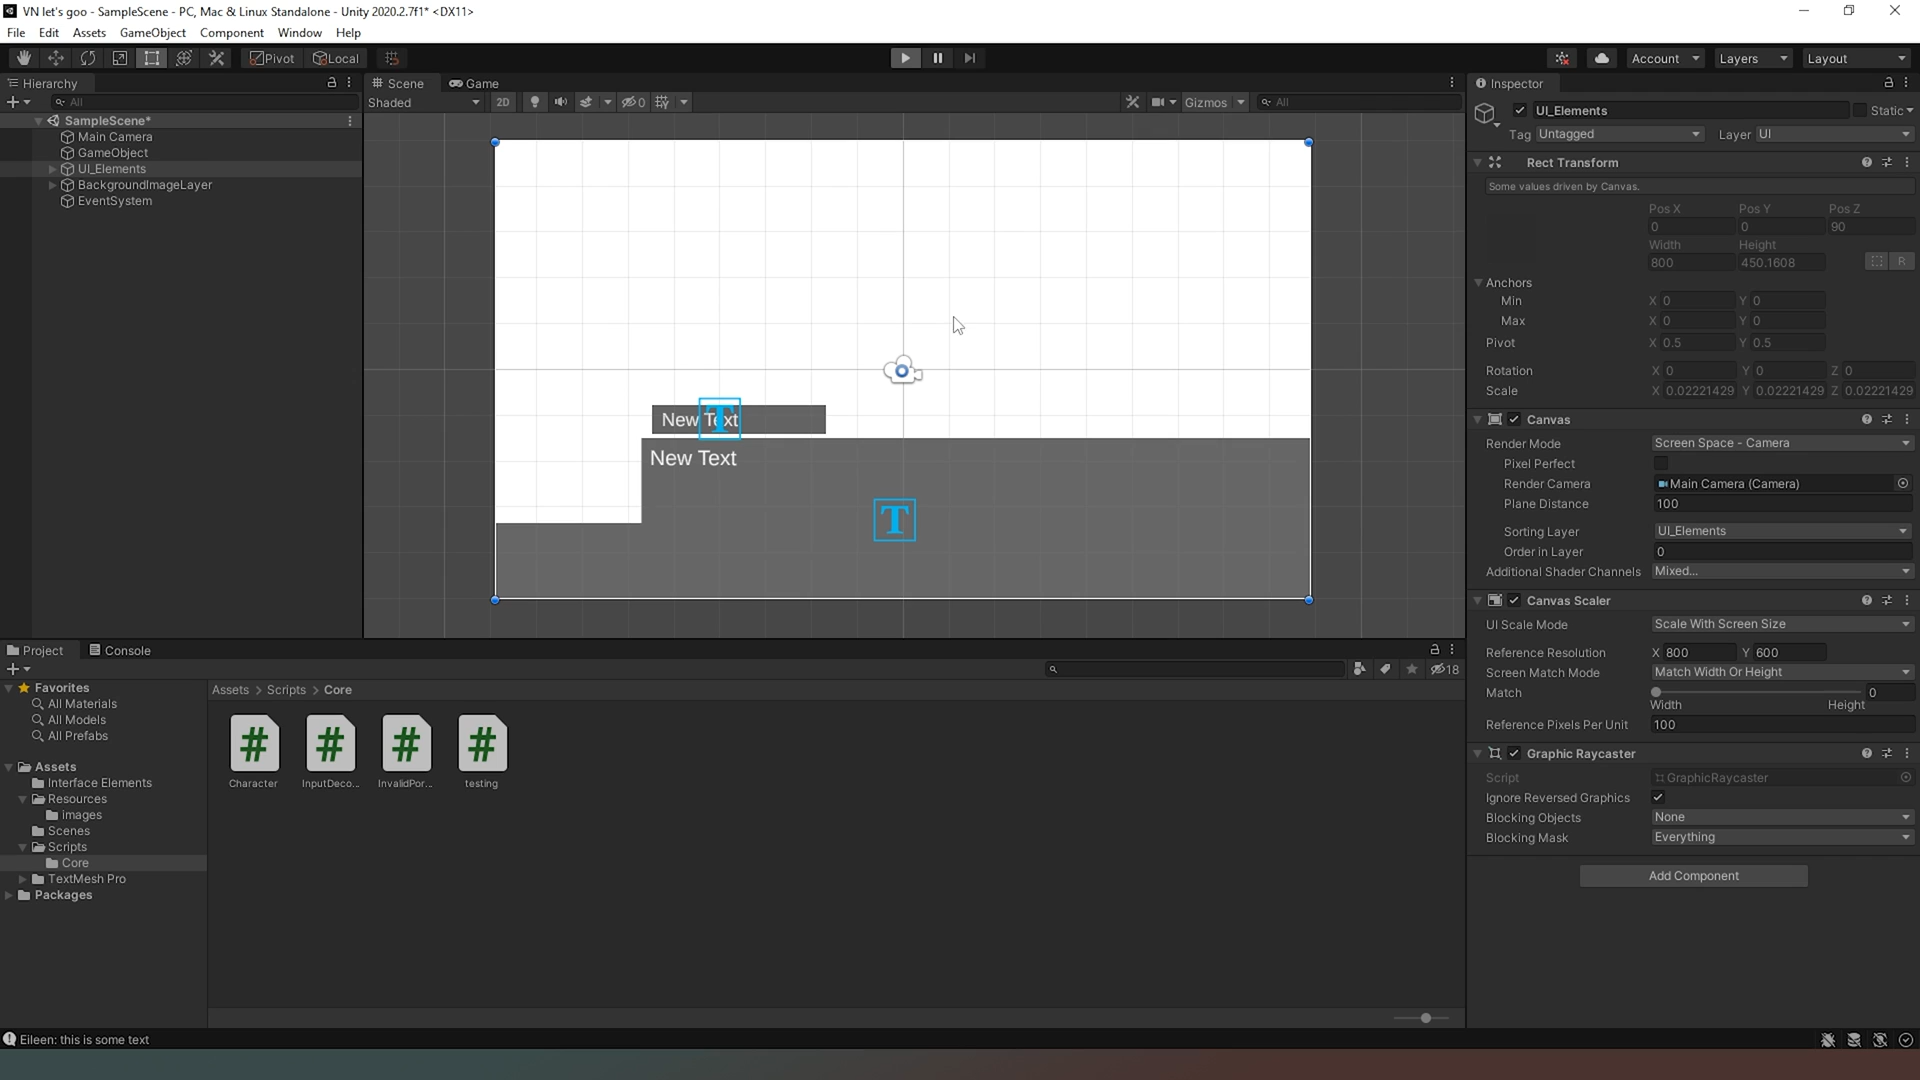 VN let's goo - SampleScene - PC, Mac & Linux Standalone - Unity 2020.2.7f1* <DX11>
File Edit Assets GameObject Component Window Help
Pivot Local Account Layers Layout
Hierarchy
All
SampleScene*
Main Camera
GameObject
UI_Elements
BackgroundImageLayer
EventSystem
Scene Game
Shaded 2D 0 Gizmos All
New Text
New Text
T
Inspector
UI_Elements Static
Tag Untagged Layer UI
Rect Transform
Some values driven by Canvas.
Pos X Pos Y Pos Z
0 0 90
Width Height
800 450.1608 R
Anchors
Min X 0 Y 0
Max X 0 Y 0
Pivot X 0.5 Y 0.5
Rotation X 0 Y 0 Z 0
Scale X 0.02221429 Y 0.02221429 Z 0.02221429
Canvas
Render Mode Screen Space - Camera
Pixel Perfect
Render Camera Main Camera (Camera)
Plane Distance 100
Sorting Layer UI_Elements
Order in Layer 0
Additional Shader Channels Mixed...
Canvas Scaler
UI Scale Mode Scale With Screen Size
Reference Resolution X 800 Y 600
Screen Match Mode Match Width Or Height
Match 0
Width Height
Reference Pixels Per Unit 100
Graphic Raycaster
Script GraphicRaycaster
Ignore Reversed Graphics
Blocking Objects None
Blocking Mask Everything
Add Component
Project Console
18
Favorites
All Materials
All Models
All Prefabs
Assets
Interface Elements
Resources
images
Scenes
Scripts
Core
TextMesh Pro
Packages
Assets > Scripts > Core
# # # #
Character InputDeco... InvalidPor... testing
Eileen: this is some text